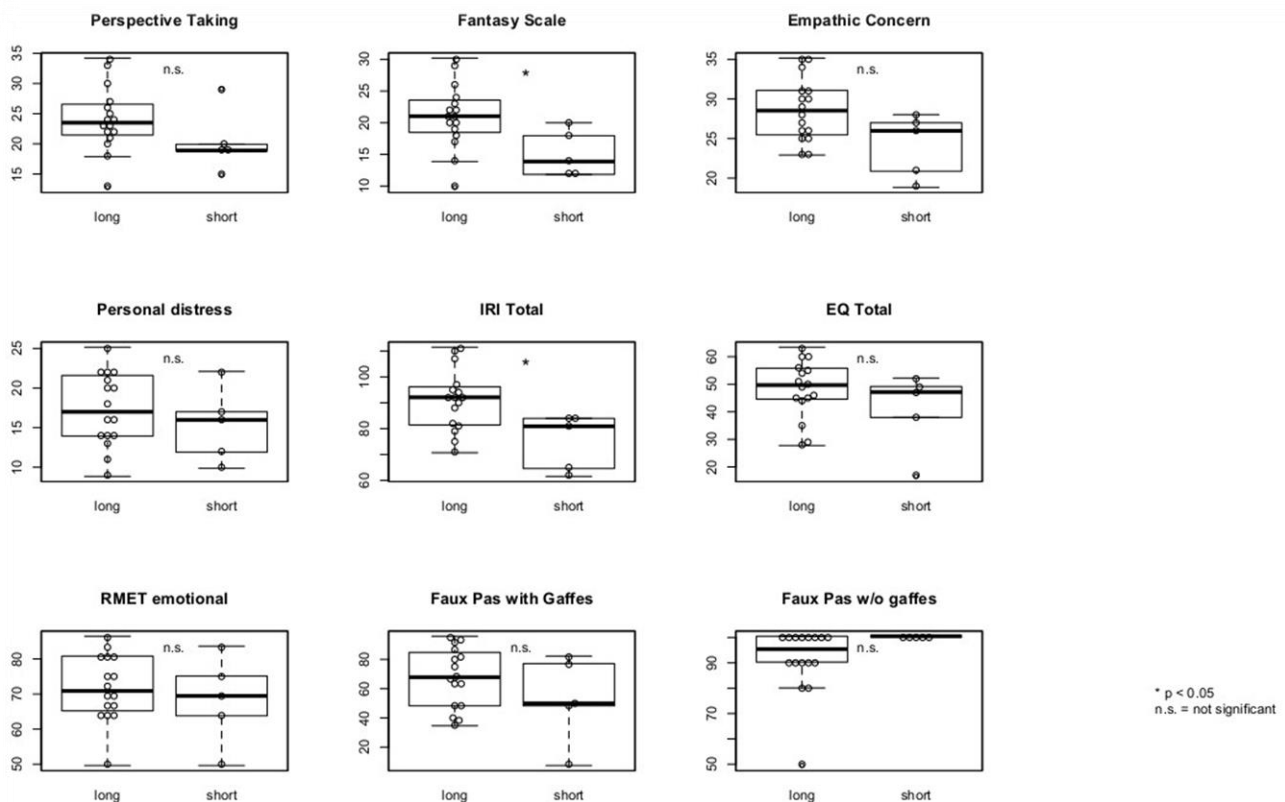 Perspective Taking
Fantasy Scale
Empathic Concern
35
30
25
20
15
n.s.
long
short
30
25
20
15
10
*
long
short
35
30
25
20
n.s.
long
short
Personal distress
IRI Total
EQ Total
25
20
15
10
n.s.
long
short
100
80
60
*
long
short
60
50
40
30
20
n.s.
long
short
RMET emotional
Faux Pas with Gaffes
Faux Pas w/o gaffes
80
70
60
50
n.s.
long
short
80
60
40
20
n.s.
long
short
90
70
50
n.s.
long
short
* p < 0.05
n.s. = not significant